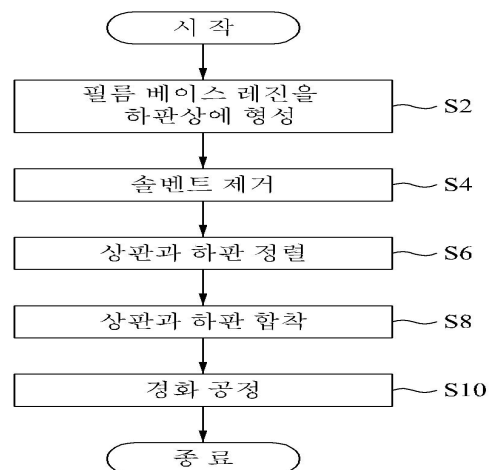 시 작
필름 베이스 레진을
하판상에 형성
S2
솔벤트 제거
S4
상판과 하판 정렬
S6
상판과 하판 합착
S8
경화 공정
S10
종 료